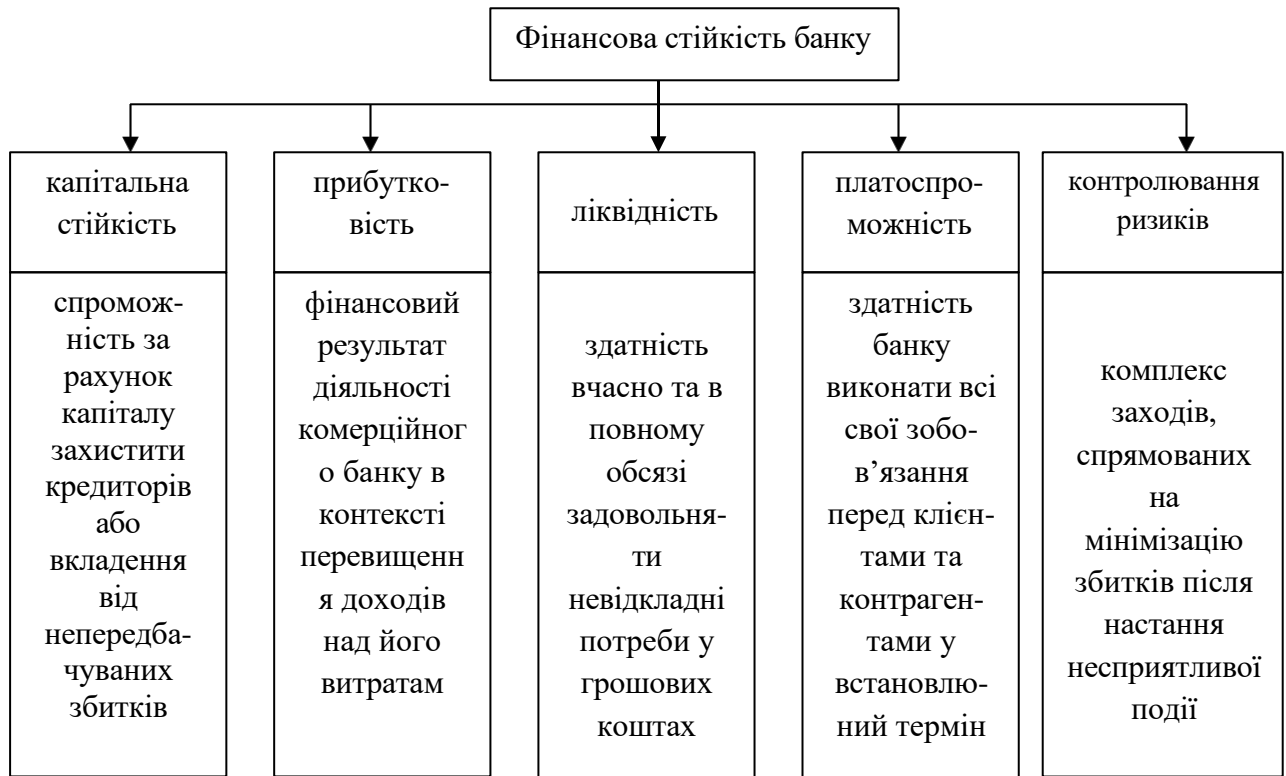 Фінансова стійкість банку
капітальна
стійкість
прибутко-
вість
ліквідність
платоспро-
можність
контролювання
ризиків
спромож-
ність за
рахунок
капіталу
захистити
кредиторів
або
вкладення
від
непередба-
чуваних
збитків
фінансовий
результат
діяльності
комерційног
о банку в
контексті
перевищенн
я доходів
над його
витратам
здатність
вчасно та в
повному
обсязі
задовольня-
ти
невідкладні
потреби у
грошових
коштах
здатність
банку
виконати всі
свої зобо-
в’язання
перед клієн-
тами та
контраген-
тами у
встановлю-
ний термін
комплекс
заходів,
спрямованих
на
мінімізацію
збитків після
настання
несприятливої
події